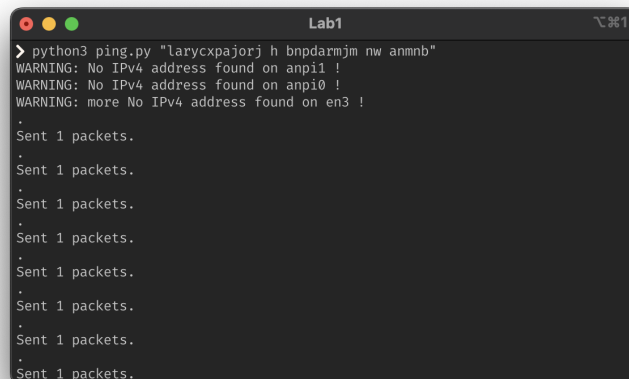 Lab1
⌥⌘1
❯ python3 ping.py "larycxpajorj h bnpdarmjm nw anmnb"
WARNING: No IPv4 address found on anpi1 !
WARNING: No IPv4 address found on anpi0 !
WARNING: more No IPv4 address found on en3 !
.
Sent 1 packets.
.
Sent 1 packets.
.
Sent 1 packets.
.
Sent 1 packets.
.
Sent 1 packets.
.
Sent 1 packets.
.
Sent 1 packets.
.
Sent 1 packets.